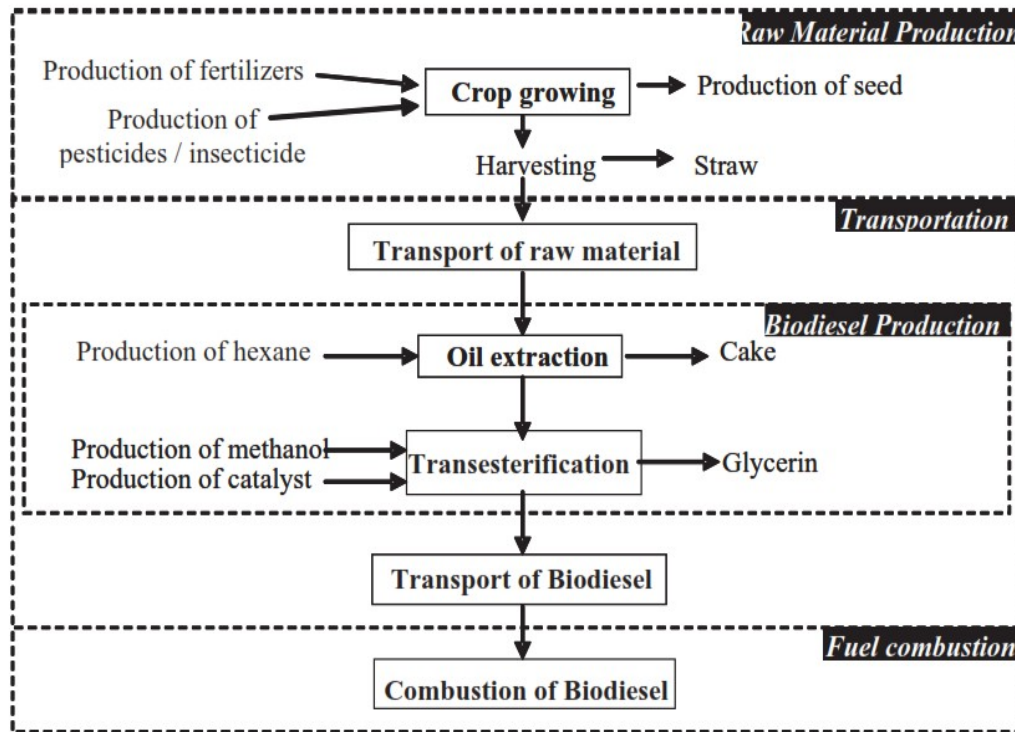 Raw Material Production
Production of fertilizers
Crop growing
Production of seed
Production of
pesticides / insecticide
Harvesting
Straw
Transportation
Transport of raw material
Biodiesel Production
Production of hexane
Oil extraction
Cake
Production of methanol
Production of catalyst
Transesterification
Glycerin
Transport of Biodiesel
Fuel combustion
Combustion of Biodiesel